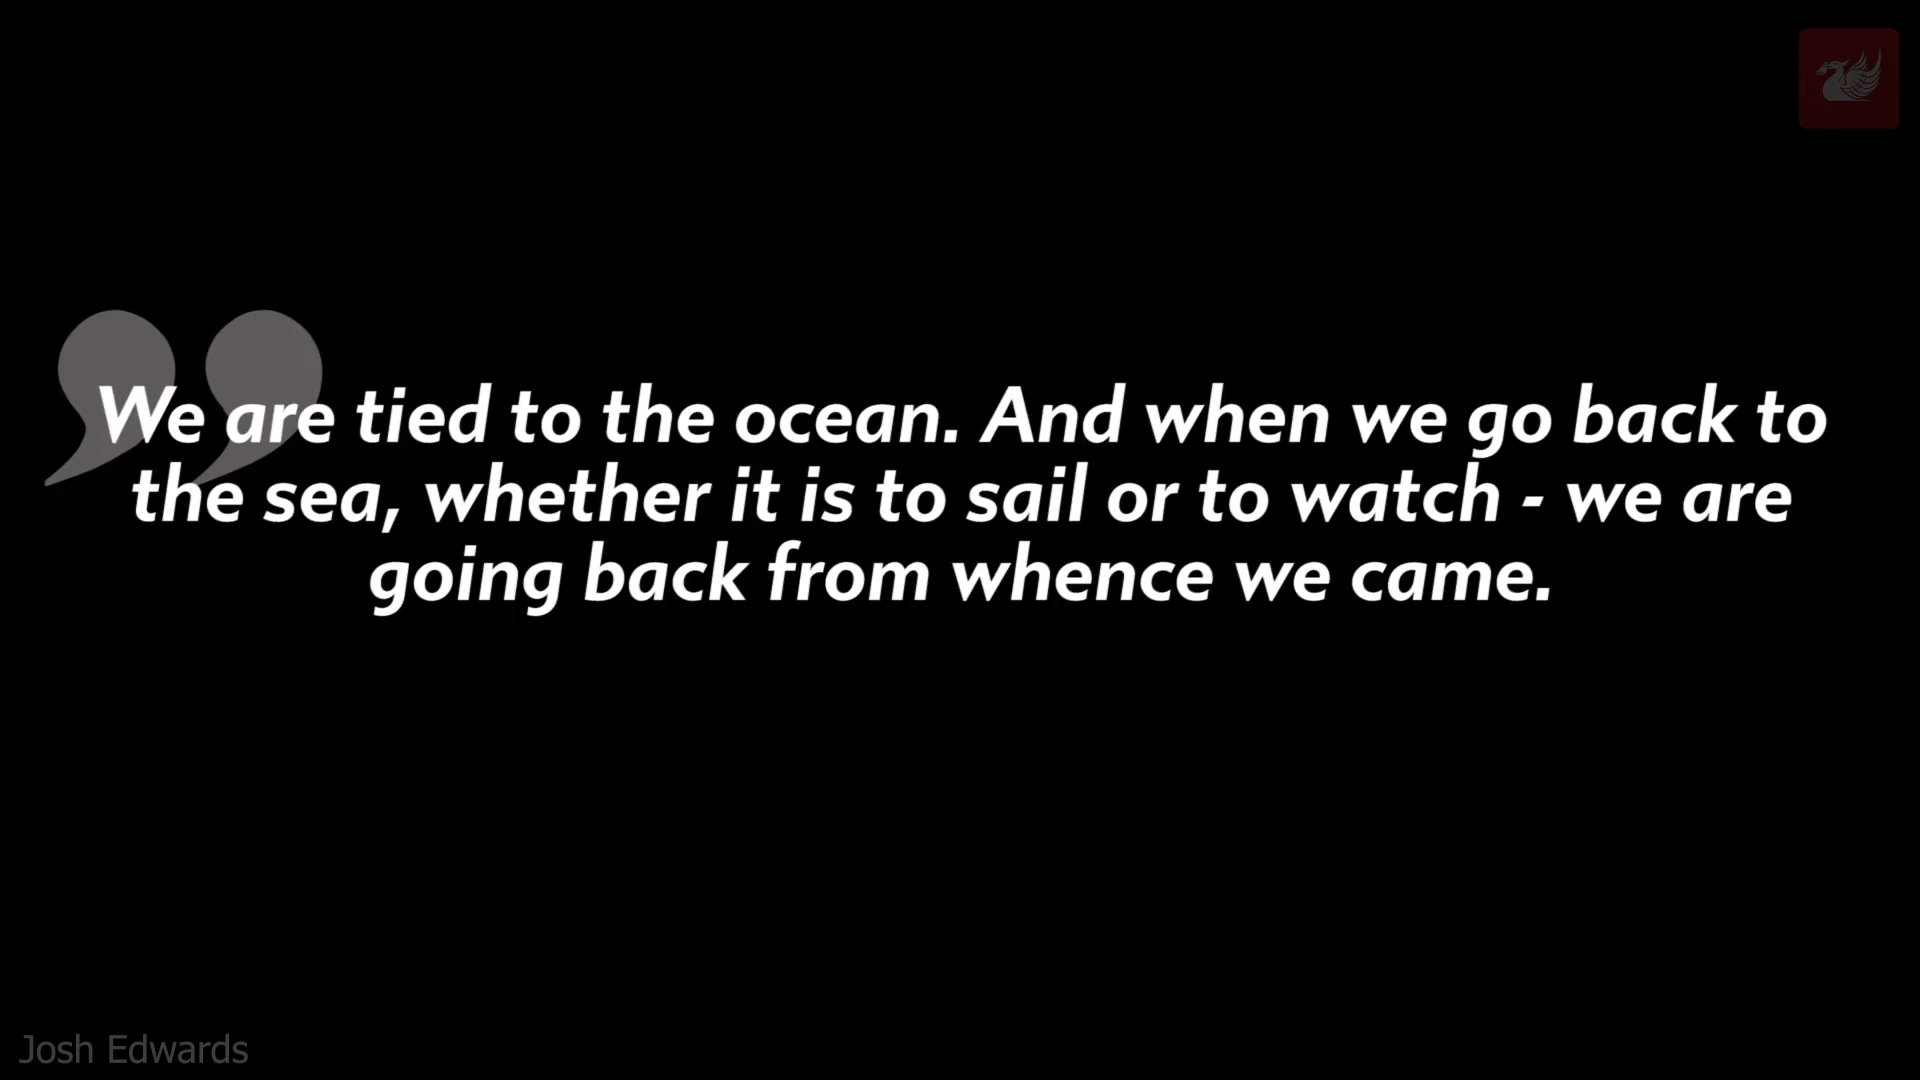 We are tied to the ocean. And when we go back to
the sea, whether it is to sail or to watch - we are
going back from whence we came.
Josh Edwards